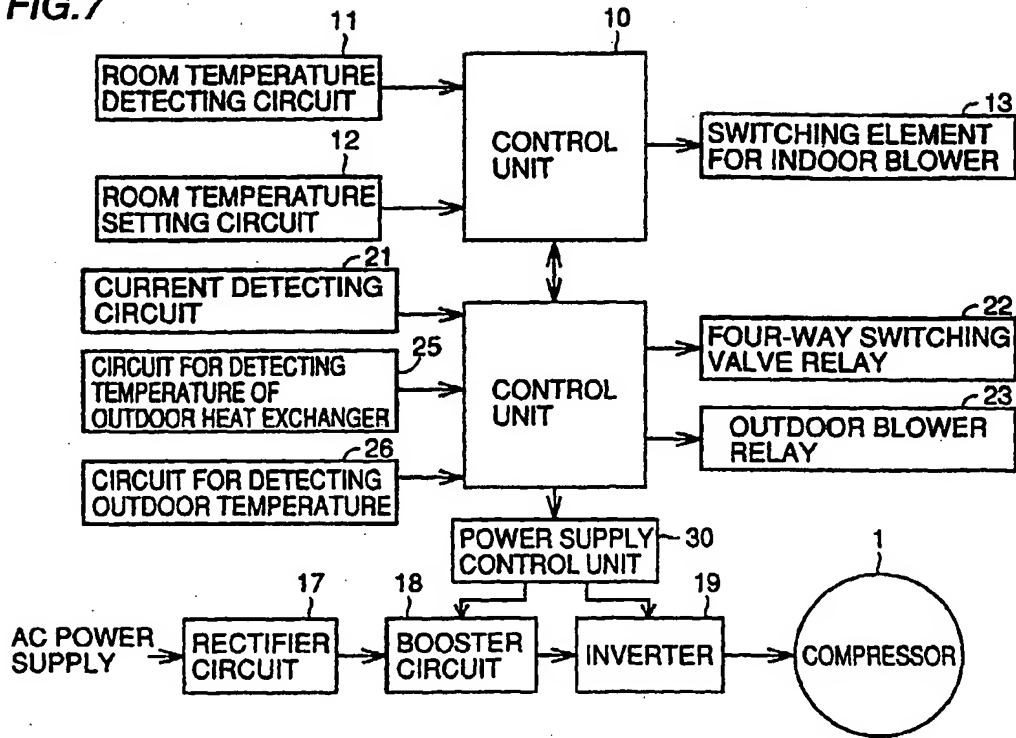 FIG.7
11
10
ROOM TEMPERATURE
DETECTING CIRCUIT
CONTROL
UNIT
13
SWITCHING ELEMENT
FOR INDOOR BLOWER
12
ROOM TEMPERATURE
SETTING CIRCUIT
21
CURRENT DETECTING
CIRCUIT
22
FOUR-WAY SWITCHING
VALVE RELAY
25
CIRCUIT FOR DETECTING
TEMPERATURE OF
OUTDOOR HEAT EXCHANGER
CONTROL
UNIT
23
OUTDOOR BLOWER
RELAY
26
CIRCUIT FOR DETECTING
OUTDOOR TEMPERATURE
POWER SUPPLY
CONTROL UNIT
30
1
17
18
19
AC POWER
SUPPLY
RECTIFIER
CIRCUIT
BOOSTER
CIRCUIT
INVERTER
COMPRESSOR